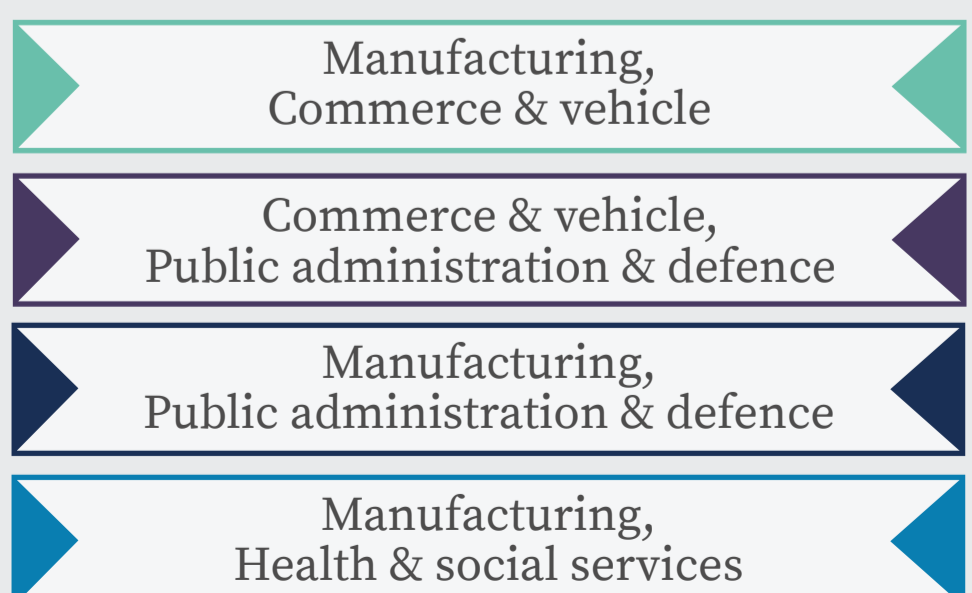 Manufacturing,
Commerce & vehicle
Commerce & vehicle,
Public administration & defence
Manufacturing,
Public administration & defence
Manufacturing,
Health & social services